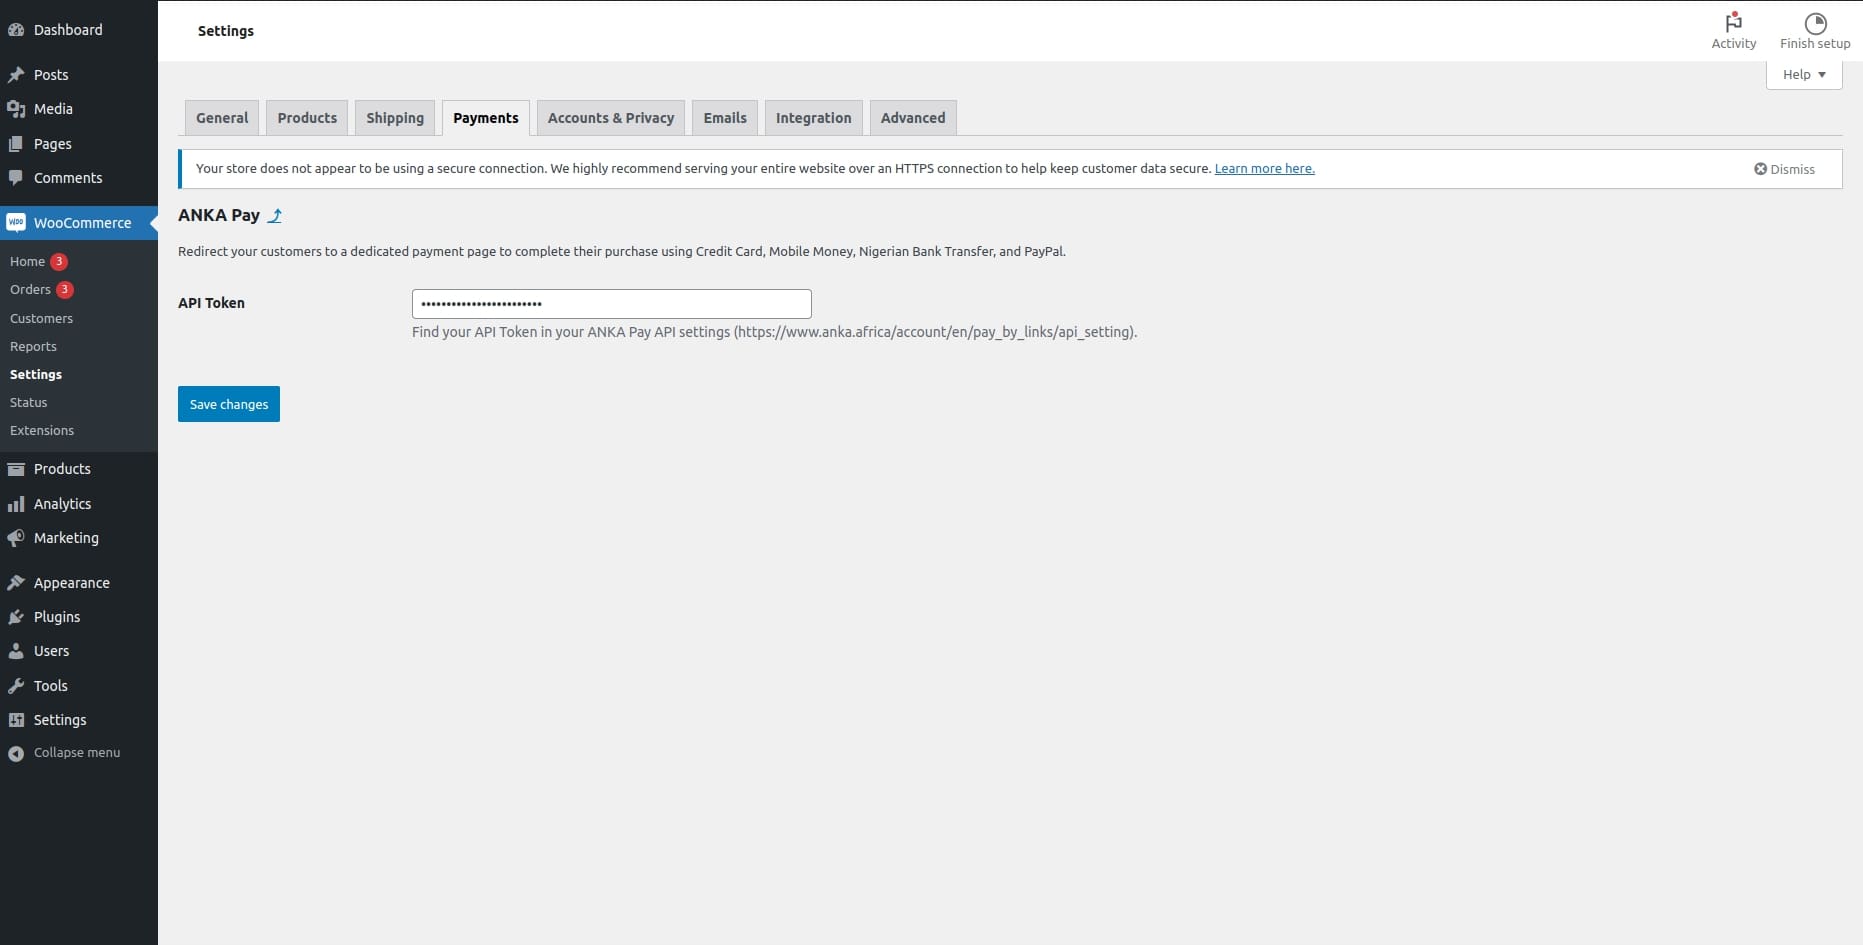 Dashboard
Posts
Media
Pages
Comments
WooCommerce
Home 3
Orders 3
Customers
Reports
Settings
Status
Extensions
Products
Analytics
Marketing
Appearance
Plugins
Users
Tools
Settings
Collapse menu
Settings
Activity
Finish setup
Help
General Products Shipping Payments Accounts & Privacy Emails Integration Advanced
Your store does not appear to be using a secure connection. We highly recommend serving your entire website over an HTTPS connection to help keep customer data secure. Learn more here. Dismiss
ANKA Pay
Redirect your customers to a dedicated payment page to complete their purchase using Credit Card, Mobile Money, Nigerian Bank Transfer, and PayPal.
API Token
Find your API Token in your ANKA Pay API settings (https://www.anka.africa/account/en/pay_by_links/api_setting).
Save changes